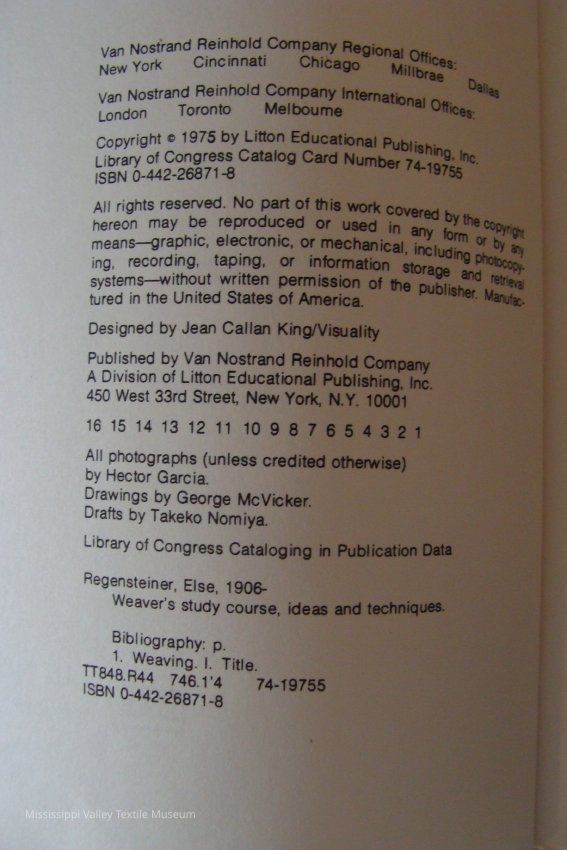 Van Nostrand Reinhold Company Regional Offices:
New York Cincinnati Chicago Millbrae Dallas
Van Nostrand Reinhold Company International Offices:
London Toronto Melbourne
Copyright © 1975 by Litton Educational Publishing, Inc.
Library of Congress Catalog Card Number 74-19755
ISBN 0-442-26871-8
All rights reserved. No part of this work covered by the copyright
hereon may be reproduced or used in any form or by any
means—graphic, electronic, or mechanical, including photocopy-
ing, recording, taping, or information storage and retrieval
systems—without written permission of the publisher. Manufac-
tured in the United States of America.
Designed by Jean Callan King/Visuality
Published by Van Nostrand Reinhold Company
A Division of Litton Educational Publishing, Inc.
450 West 33rd Street, New York, N.Y. 10001
16 15 14 13 12 11 10 9 8 7 6 5 4 3 2 1
All photographs (unless credited otherwise)
by Hector Garcia.
Drawings by George McVicker.
Drafts by Takeko Nomiya.
Library of Congress Cataloging in Publication Data
Regensteiner, Else, 1906-
Weaver's study course, ideas and techniques.
Bibliography: p.
1. Weaving. I. Title.
TT848.R44 746.1'4 74-19755
ISBN 0-442-26871-8
Mississippi Valley Textile Museum